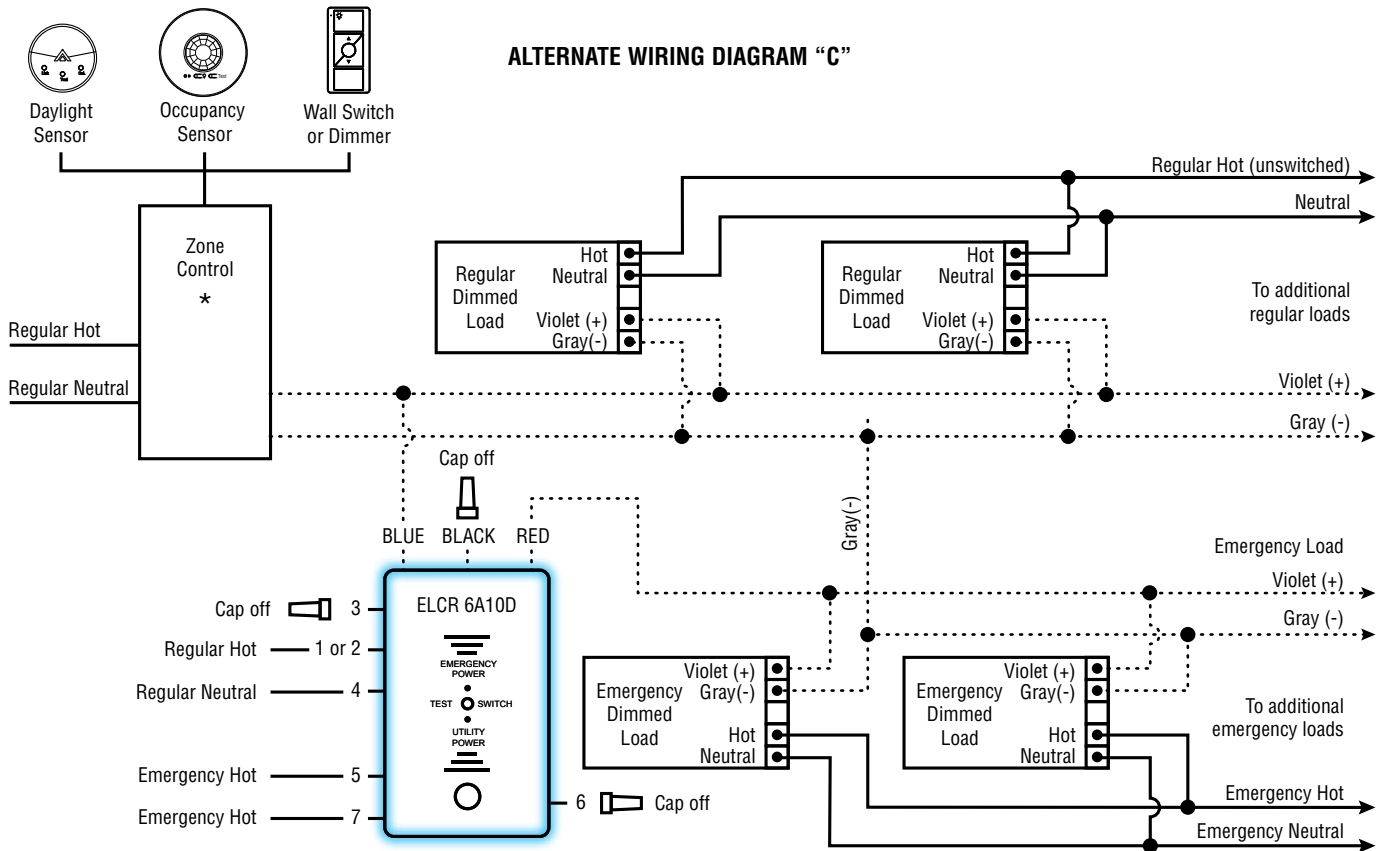 ALTERNATE WIRING DIAGRAM “C”
Daylight
Sensor
Occupancy
Sensor
Wall Switch
or Dimmer
Test
Test
Zone
Control
*
Regular Hot
Regular Neutral
Regular Hot (unswitched)
Neutral
Regular
Dimmed
Load
Hot
Neutral
Violet (+)
Gray(-)
Regular
Dimmed
Load
Hot
Neutral
Violet (+)
Gray(-)
To additional
regular loads
Violet (+)
Gray (-)
Cap off
BLUE BLACK RED
Gray(-)
Emergency Load
Violet (+)
Gray (-)
Cap off 3
Regular Hot 1 or 2
Regular Neutral 4
Emergency Hot 5
Emergency Hot 7
ELCR 6A10D
EMERGENCY
POWER
TEST SWITCH
UTILITY
POWER
6 Cap off
Emergency
Dimmed
Load
Violet (+)
Gray(-)
Hot
Neutral
Emergency
Dimmed
Load
Violet (+)
Gray(-)
Hot
Neutral
To additional
emergency loads
Emergency Hot
Emergency Neutral